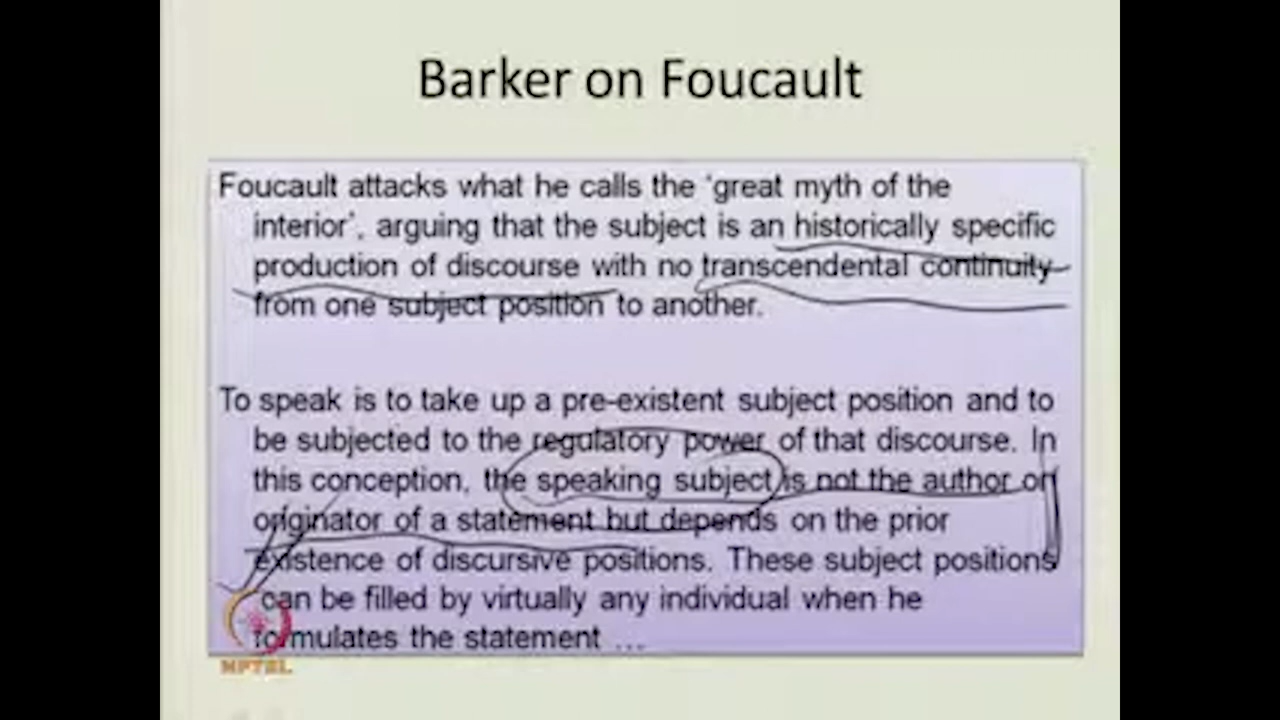 Barker on Foucault
Foucault attacks what he calls the ‘great myth of the
interior’, arguing that the subject is an historically specific
production of discourse with no transcendental continuity
from one subject position to another.
To speak is to take up a pre-existent subject position and to
be subjected to the regulatory power of that discourse. In
this conception, the speaking subject is not the author or
originator of a statement but depends on the prior
existence of discursive positions. These subject positions
can be filled by virtually any individual when he
formulates the statement ...
NPTEL